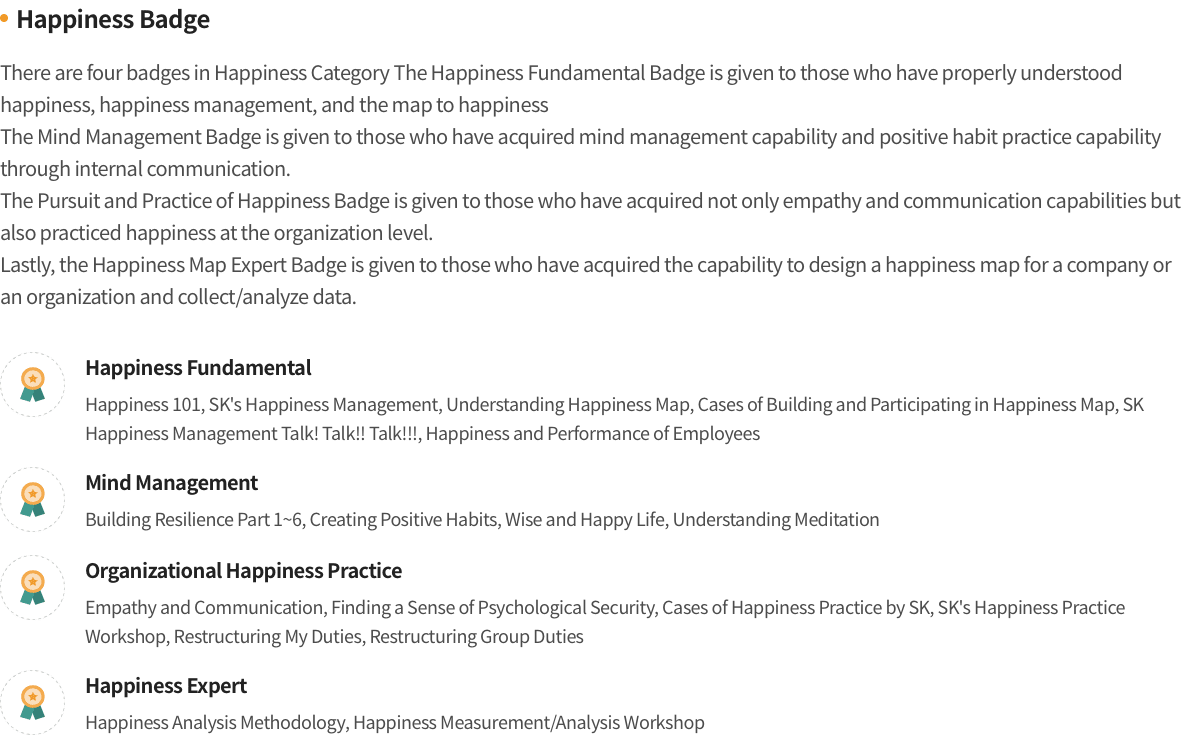 Happiness Badge
There are four badges in Happiness Category The Happiness Fundamental Badge is given to those who have properly understood
happiness, happiness management, and the map to happiness
The Mind Management Badge is given to those who have acquired mind management capability and positive habit practice capability
through internal communication.
The Pursuit and Practice of Happiness Badge is given to those who have acquired not only empathy and communication capabilities but
also practiced happiness at the organization level.
Lastly, the Happiness Map Expert Badge is given to those who have acquired the capability to design a happiness map for a company or
an organization and collect/analyze data.
Happiness Fundamental
Happiness 101, SK's Happiness Management, Understanding Happiness Map, Cases of Building and Participating in Happiness Map, SK
Happiness Management Talk! Talk!! Talk!!!, Happiness and Performance of Employees
Mind Management
Building Resilience Part 1~6, Creating Positive Habits, Wise and Happy Life, Understanding Meditation
Organizational Happiness Practice
Empathy and Communication, Finding a Sense of Psychological Security, Cases of Happiness Practice by SK, SK's Happiness Practice
Workshop, Restructuring My Duties, Restructuring Group Duties
Happiness Expert
Happiness Analysis Methodology, Happiness Measurement/Analysis Workshop